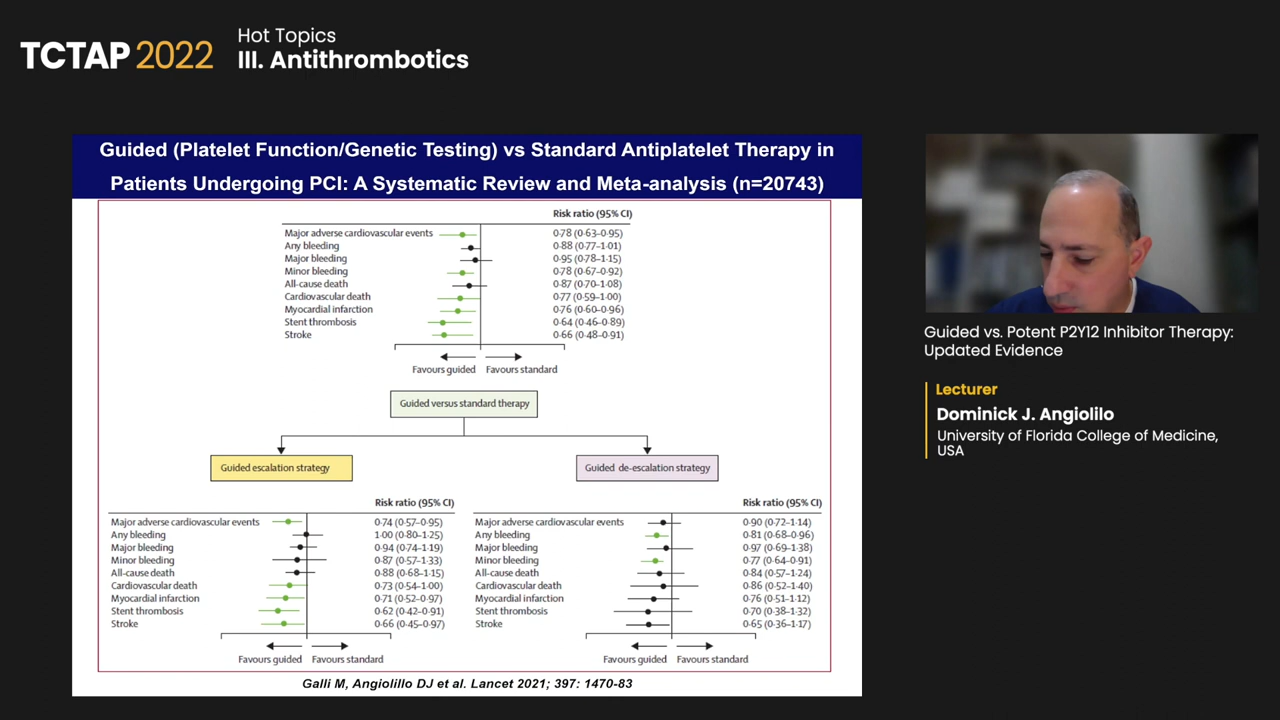 TCTAP 2022
Hot Topics
III. Antithrombotics
Guided (Platelet Function/Genetic Testing) vs Standard Antiplatelet Therapy in
Patients Undergoing PCI: A Systematic Review and Meta-analysis (n=20743)
Risk ratio (95% CI)
Major adverse cardiovascular events 0·78 (0·63–0·95)
Any bleeding 0·88 (0·77–1·01)
Major bleeding 0·95 (0·78–1·15)
Minor bleeding 0·78 (0·67–0·92)
All-cause death 0·87 (0·70–1·08)
Cardiovascular death 0·77 (0·59–1·00)
Myocardial infarction 0·76 (0·60–0·96)
Stent thrombosis 0·64 (0·46–0·89)
Stroke 0·66 (0·48–0·91)
Favours guided Favours standard
Guided versus standard therapy
Guided escalation strategy
Guided de-escalation strategy
Risk ratio (95% CI)
Major adverse cardiovascular events 0·74 (0·57–0·95)
Any bleeding 1·00 (0·80–1·25)
Major bleeding 0·94 (0·74–1·19)
Minor bleeding 0·87 (0·57–1·33)
All-cause death 0·88 (0·68–1·15)
Cardiovascular death 0·73 (0·54–1·00)
Myocardial infarction 0·71 (0·52–0·97)
Stent thrombosis 0·62 (0·42–0·91)
Stroke 0·66 (0·45–0·97)
Favours guided Favours standard
Risk ratio (95% CI)
Major adverse cardiovascular events 0·90 (0·72–1·14)
Any bleeding 0·81 (0·68–0·96)
Major bleeding 0·97 (0·69–1·38)
Minor bleeding 0·77 (0·64–0·91)
All-cause death 0·84 (0·57–1·24)
Cardiovascular death 0·86 (0·52–1·40)
Myocardial infarction 0·76 (0·51–1·12)
Stent thrombosis 0·70 (0·38–1·32)
Stroke 0·65 (0·36–1·17)
Favours guided Favours standard
Galli M, Angiolillo DJ et al. Lancet 2021; 397: 1470-83
Guided vs. Potent P2Y12 Inhibitor Therapy:
Updated Evidence
Lecturer
Dominick J. Angiolilo
University of Florida College of Medicine,
USA